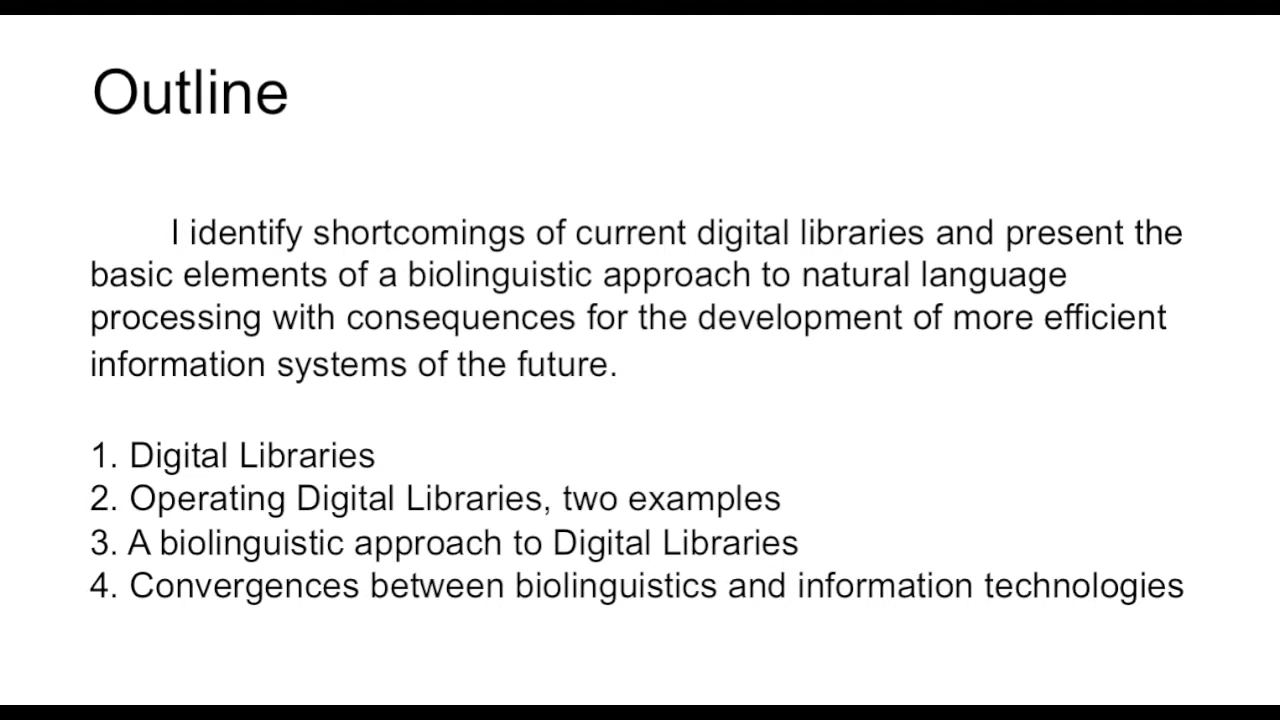 Outline
I identify shortcomings of current digital libraries and present the
basic elements of a biolinguistic approach to natural language
processing with consequences for the development of more efficient
information systems of the future.
1. Digital Libraries
2. Operating Digital Libraries, two examples
3. A biolinguistic approach to Digital Libraries
4. Convergences between biolinguistics and information technologies